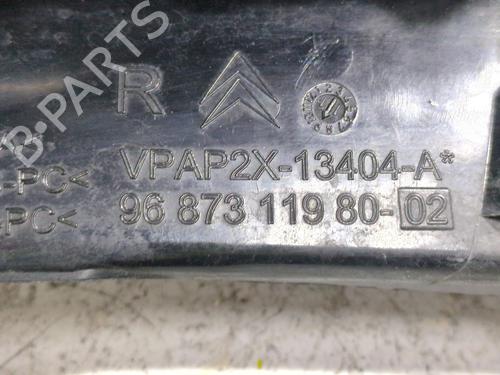 B-PARTS
R
VPAP2X-13404-A*
-PC<
96 873 119 80-02
-PC<